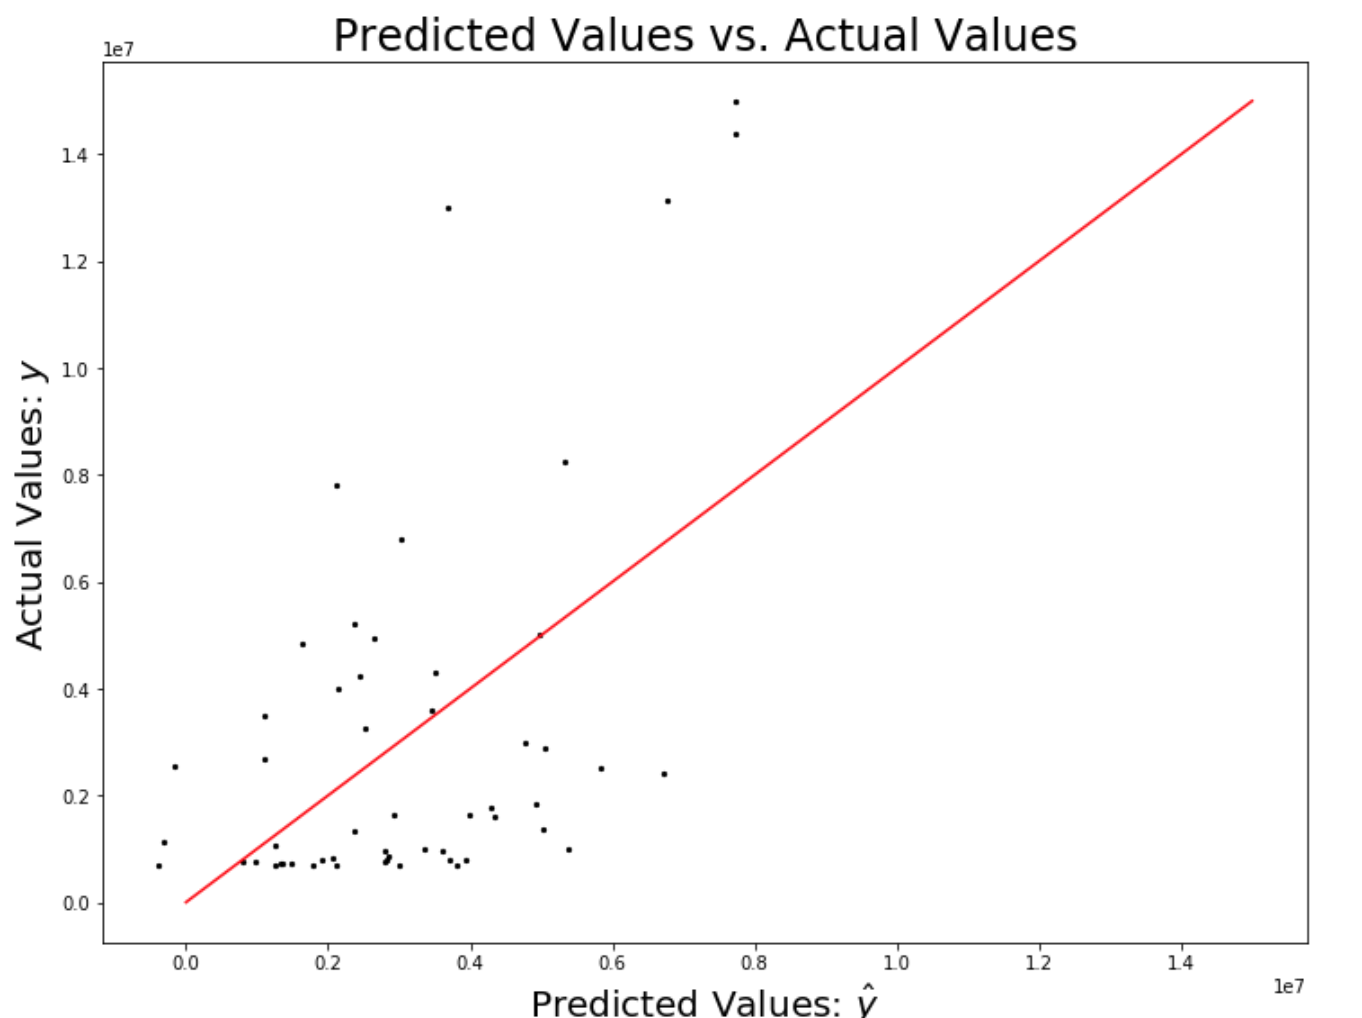 Predicted Values vs. Actual Values
1e7
1.4
1.2
1.0
0.8
0.6
0.4
0.2
0.0
Actual Values: y
0.0 0.2 0.4 0.6 0.8 1.0 1.2 1.4
1e7
Predicted Values: ŷ